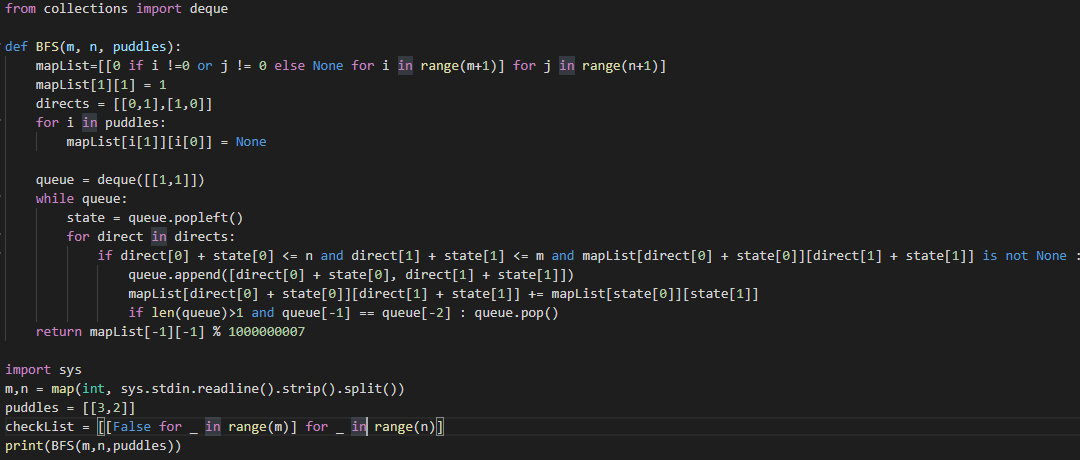 from collections import deque
def BFS(m, n, puddles):
mapList=[[0 if i !=0 or j != 0 else None for i in range(m+1)] for j in range(n+1)]
mapList[1][1] = 1
directs = [[0,1],[1,0]]
for i in puddles:
mapList[i[1]][i[0]] = None
queue = deque([[1,1]])
while queue:
state = queue.popleft()
for direct in directs:
if direct[0] + state[0] <= n and direct[1] + state[1] <= m and mapList[direct[0] + state[0]][direct[1] + state[1]] is not None :
queue.append([direct[0] + state[0], direct[1] + state[1]])
mapList[direct[0] + state[0]][direct[1] + state[1]] += mapList[state[0]][state[1]]
if len(queue)>1 and queue[-1] == queue[-2] : queue.pop()
return mapList[-1][-1] % 1000000007
import sys
m,n = map(int, sys.stdin.readline().strip().split())
puddles = [[3,2]]
checkList = [[False for _ in range(m)] for _ in range(n)]
print(BFS(m,n,puddles))